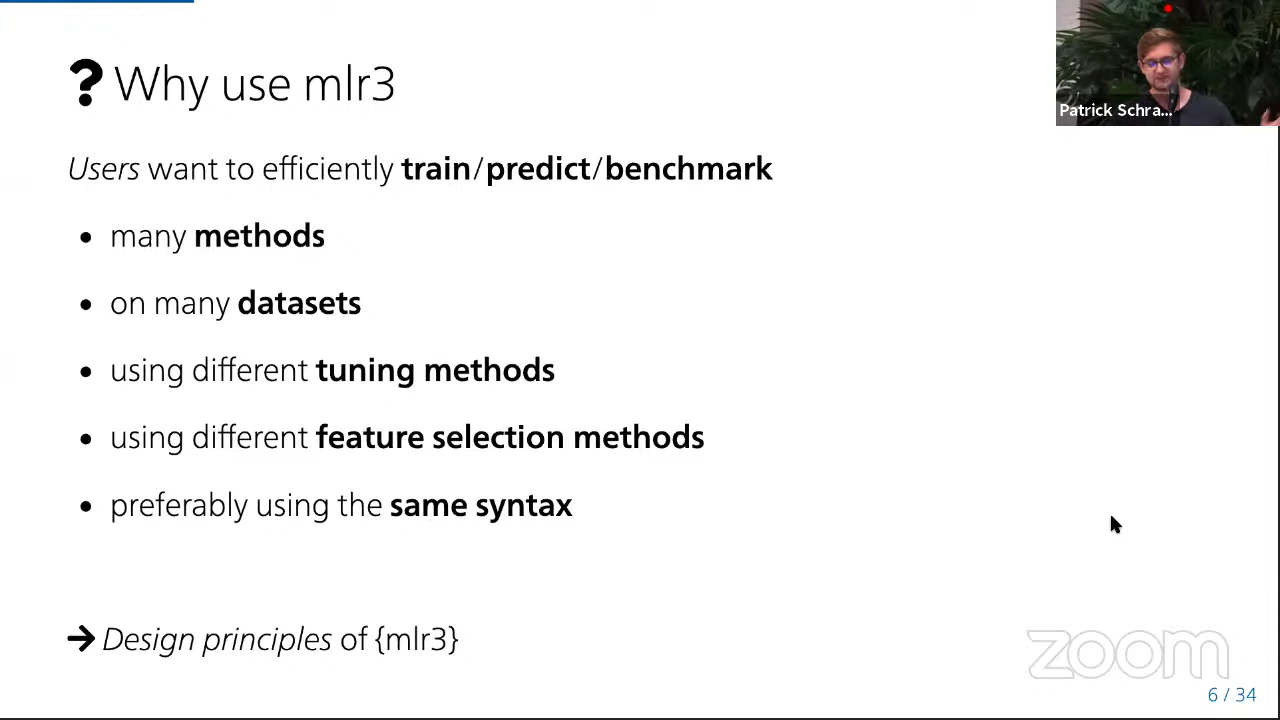 ? Why use mlr3
Patrick Schra...
Users want to efficiently train/predict/benchmark
• many methods
• on many datasets
• using different tuning methods
• using different feature selection methods
• preferably using the same syntax
→ Design principles of {mlr3}
zoom
6 / 34